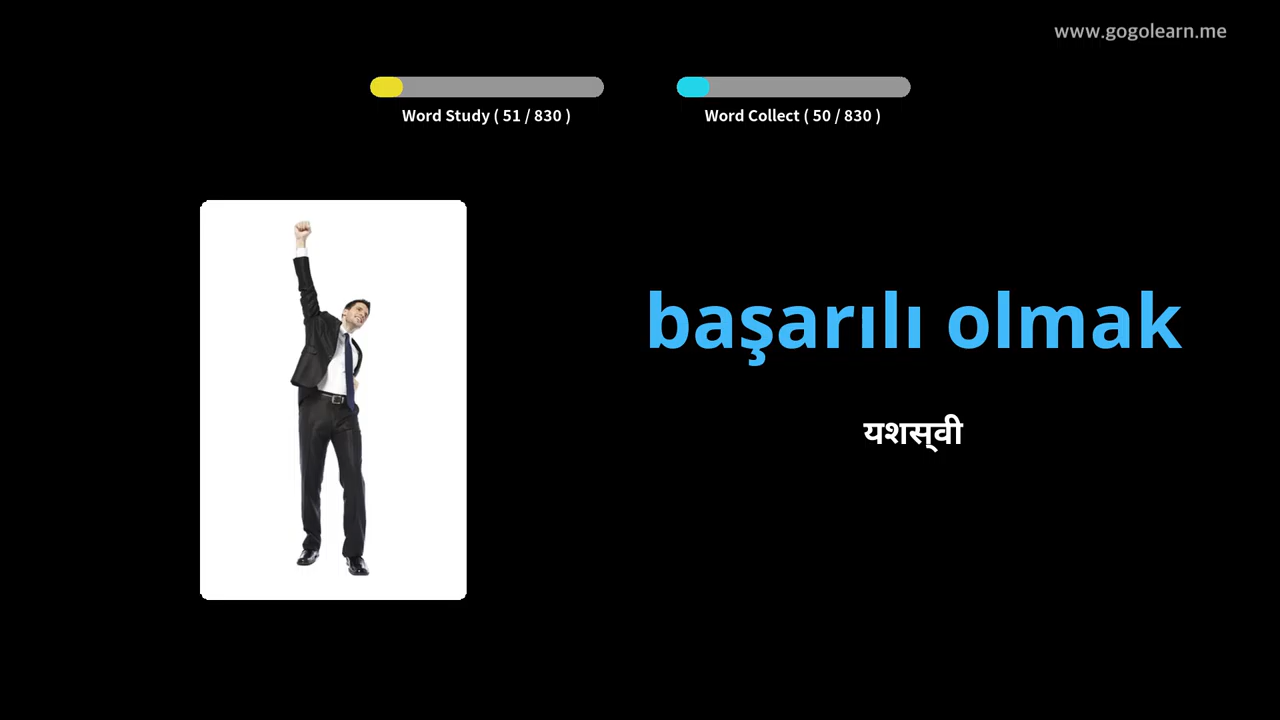 www.gogolearn.me
Word Study ( 51 / 830 )
Word Collect ( 50 / 830 )
başarılı olmak
यशस्वी